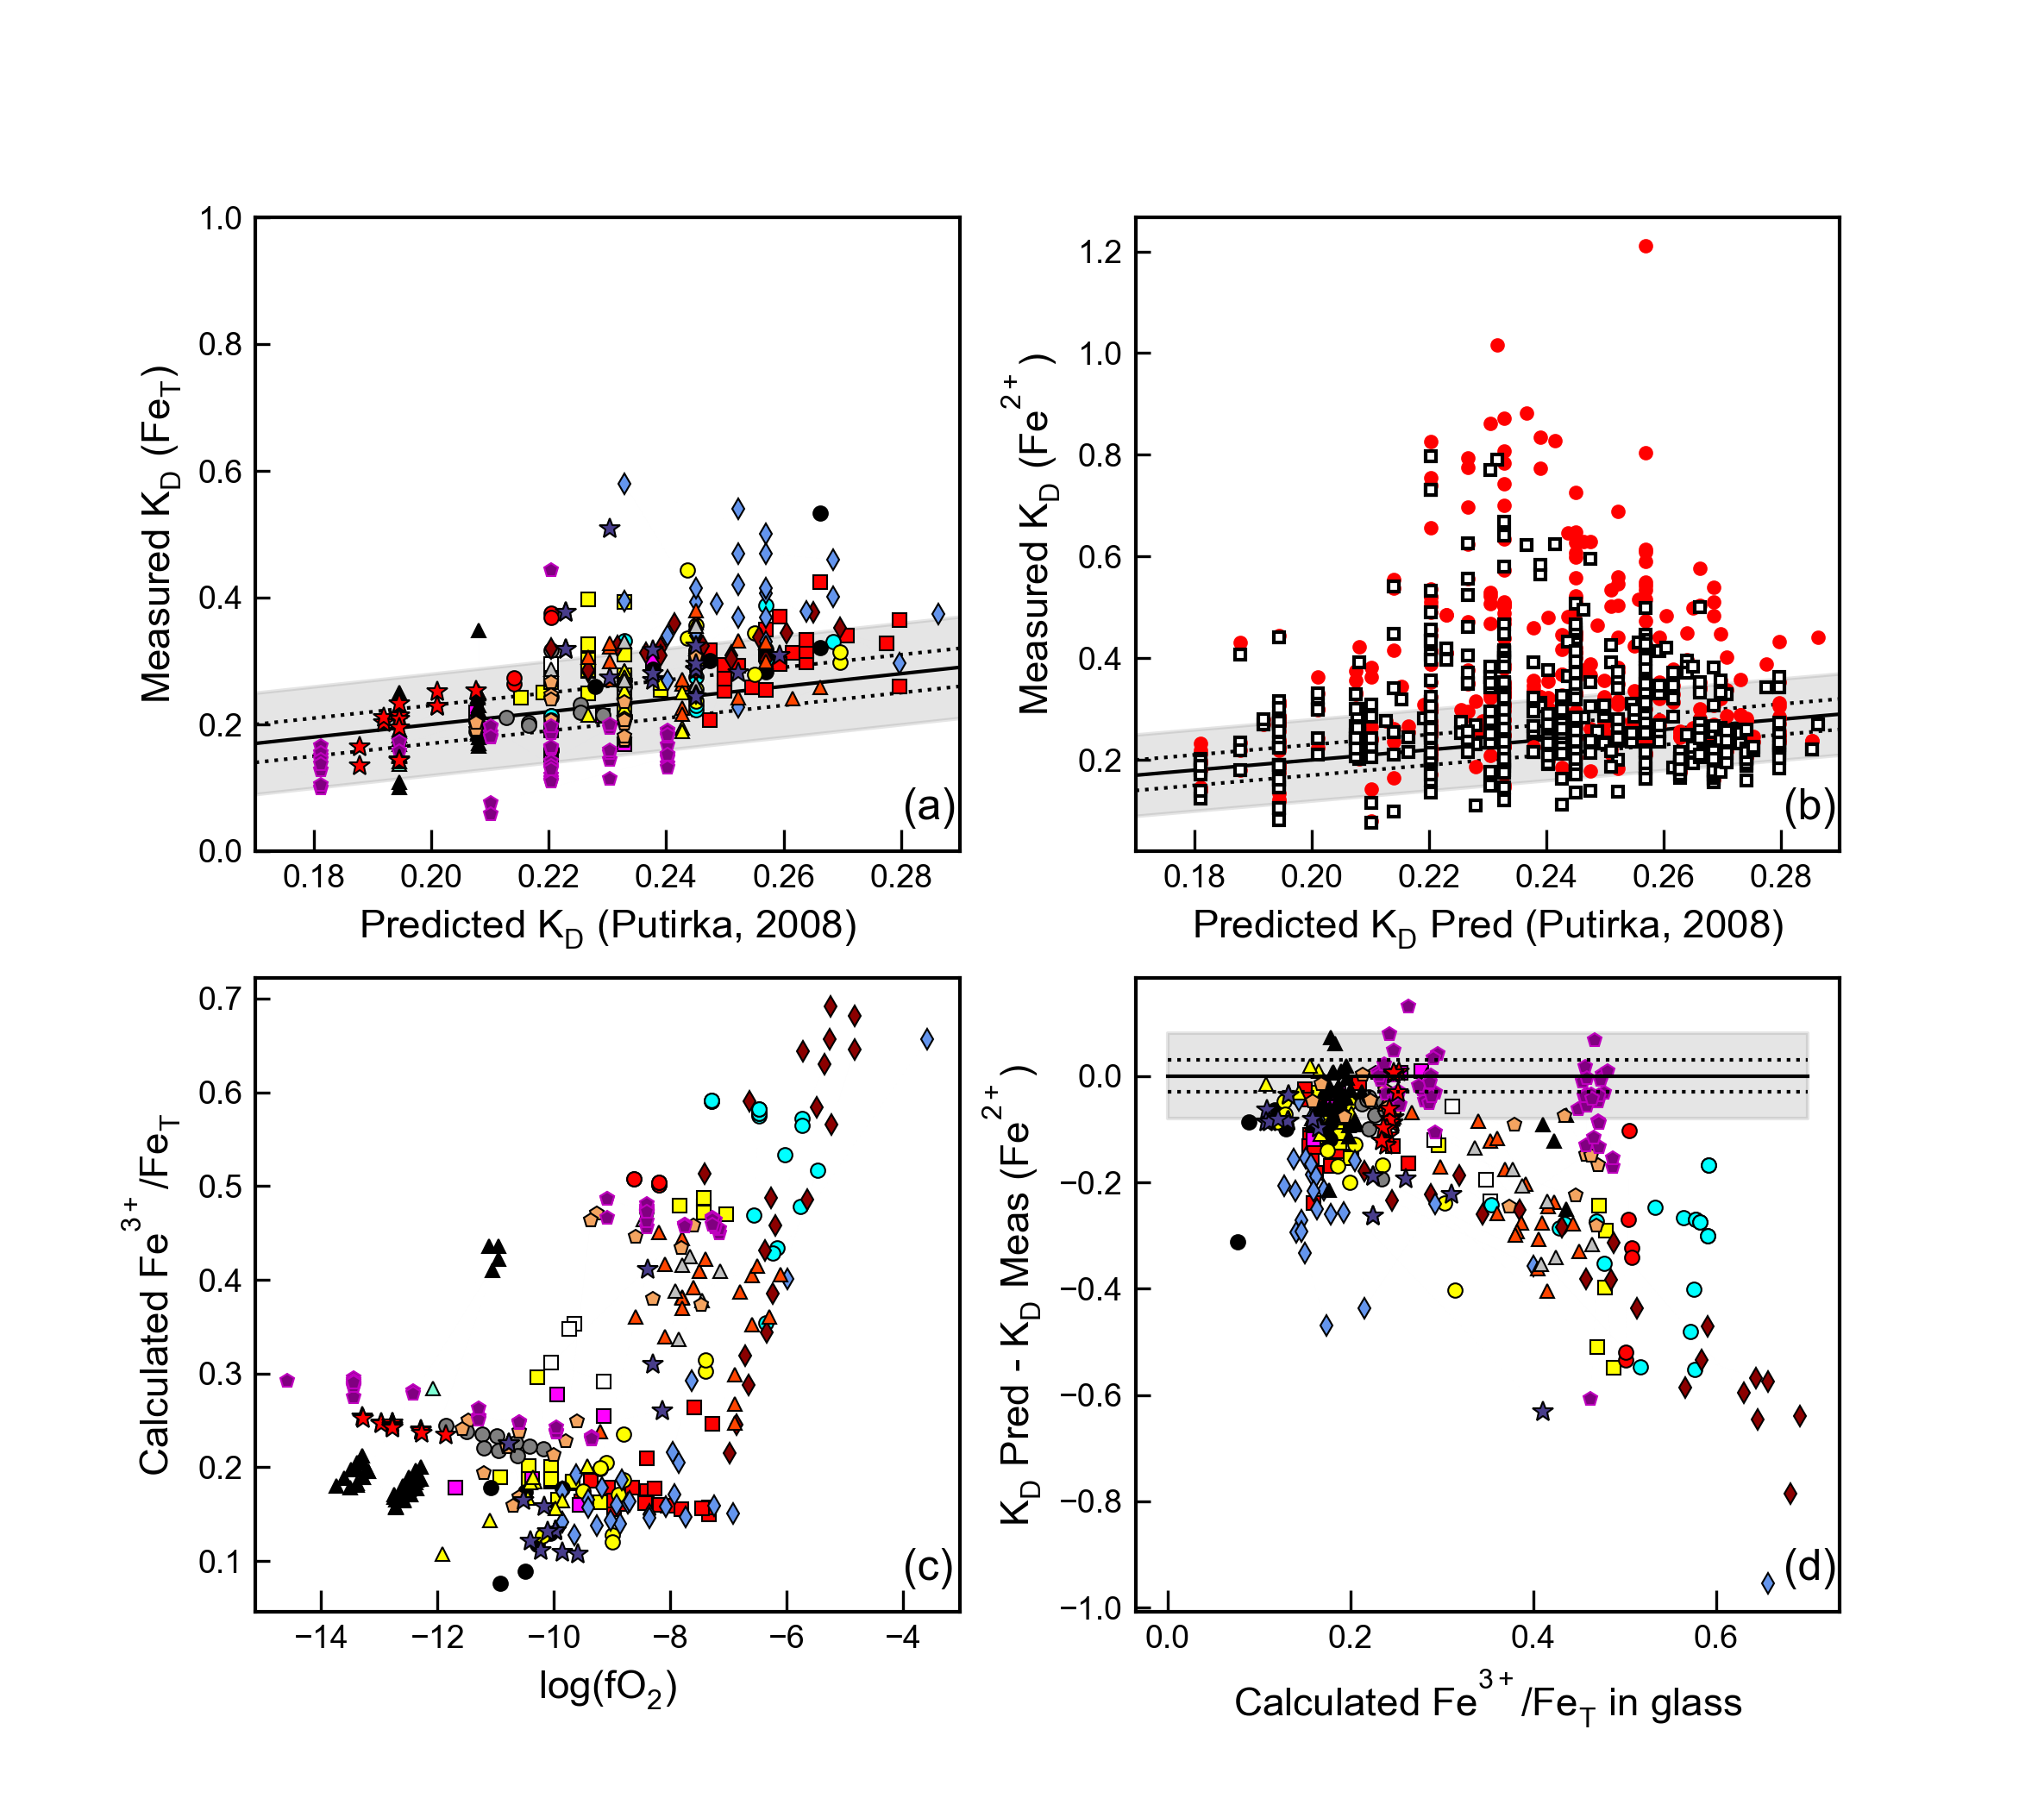 1.0
0.8
0.6
0.4
0.2
0.0
Measured K_D (Fe_T)
0.18 0.20 0.22 0.24 0.26 0.28
Predicted K_D (Putirka, 2008)
(a)
1.2
1.0
0.8
0.6
0.4
0.2
Measured K_D (Fe^2+)
0.18 0.20 0.22 0.24 0.26 0.28
Predicted K_D Pred (Putirka, 2008)
(b)
0.7
0.6
0.5
0.4
0.3
0.2
0.1
Calculated Fe^3+/Fe_T
−14 −12 −10 −8 −6 −4
log(fO₂)
(c)
0.0
−0.2
−0.4
−0.6
−0.8
−1.0
K_D Pred - K_D Meas (Fe^2+)
0.0 0.2 0.4 0.6
Calculated Fe^3+/Fe_T in glass
(d)